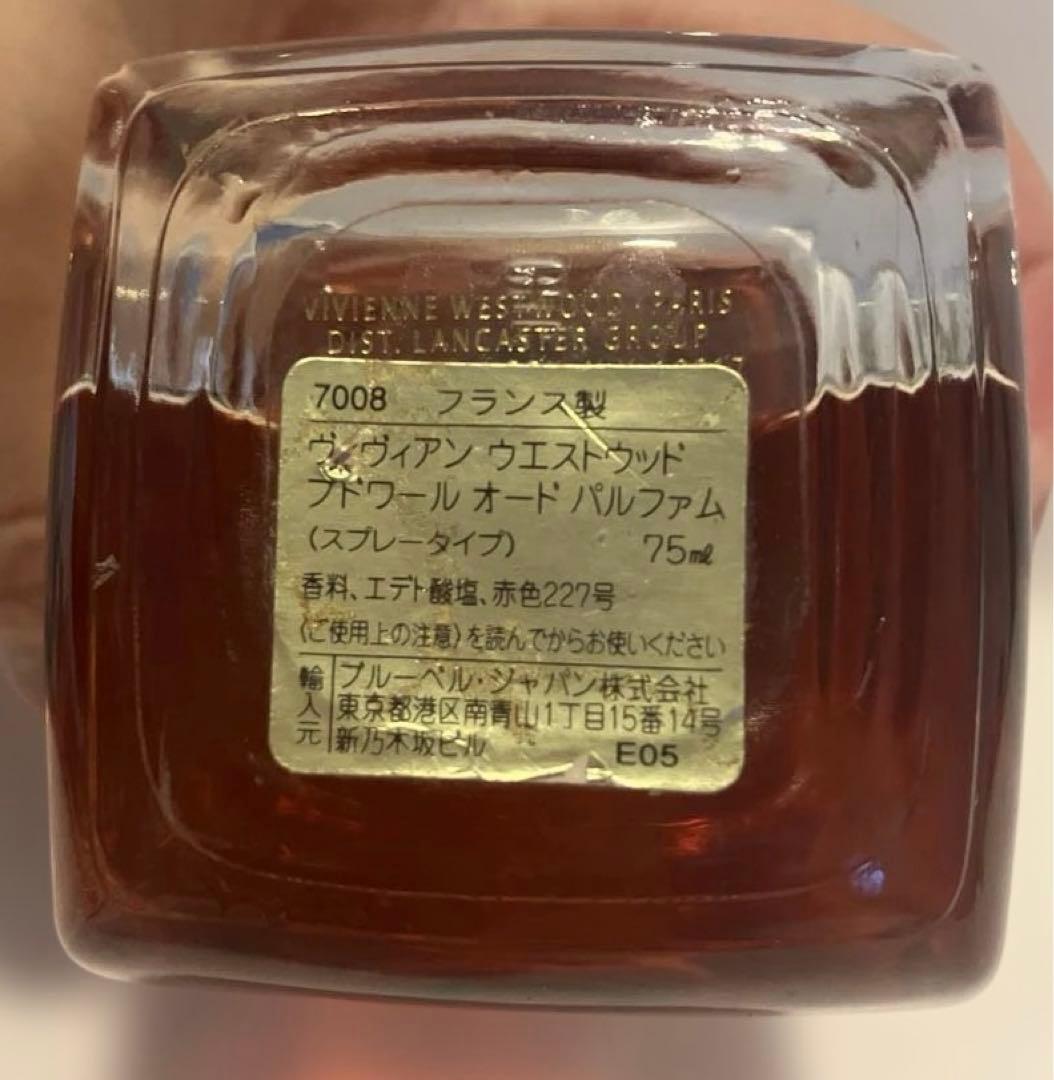 VIVIENNE WESTWOOD · PARIS
DIST. LANCASTER GROUP
7008 フランス製
ヴィヴィアン ウエストウッド
ブドワール オード パルファム
(スプレータイプ) 75ml
香料、エデト酸塩、赤色227号
(ご使用上の注意)を読んでからお使いください
輸入元 ブルーベル・ジャパン株式会社
東京都港区南青山1丁目15番14号
新乃木坂ビル E05